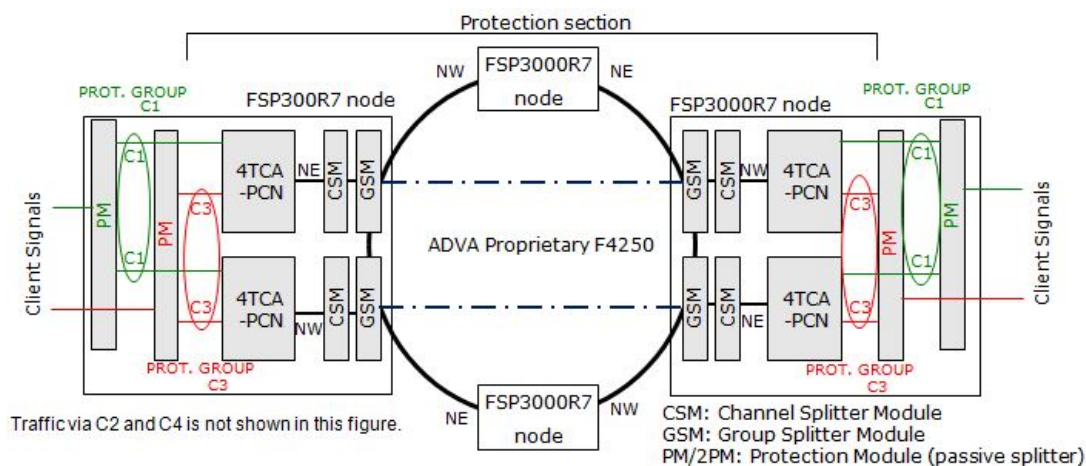 Protection section
NW
FSP3000R7
node
NE
PROT. GROUP
C1
FSP300R7 node
FSP3000R7 node
PROT. GROUP
C1
Client Signals
PM
C1
C1
PM
C3
C3
4TCA
-PCN
4TCA
-PCN
NE
NW
CSM
GSM
CSM
GSM
ADVA Proprietary F4250
GSM
CSM
GSM
CSM
NW
NE
4TCA
-PCN
4TCA
-PCN
C1
C3
C1
C3
PM
PM
Client Signals
PROT. GROUP
C3
PROT. GROUP
C3
NE
FSP3000R7
node
NW
Traffic via C2 and C4 is not shown in this figure.
CSM: Channel Splitter Module
GSM: Group Splitter Module
PM/2PM: Protection Module (passive splitter)